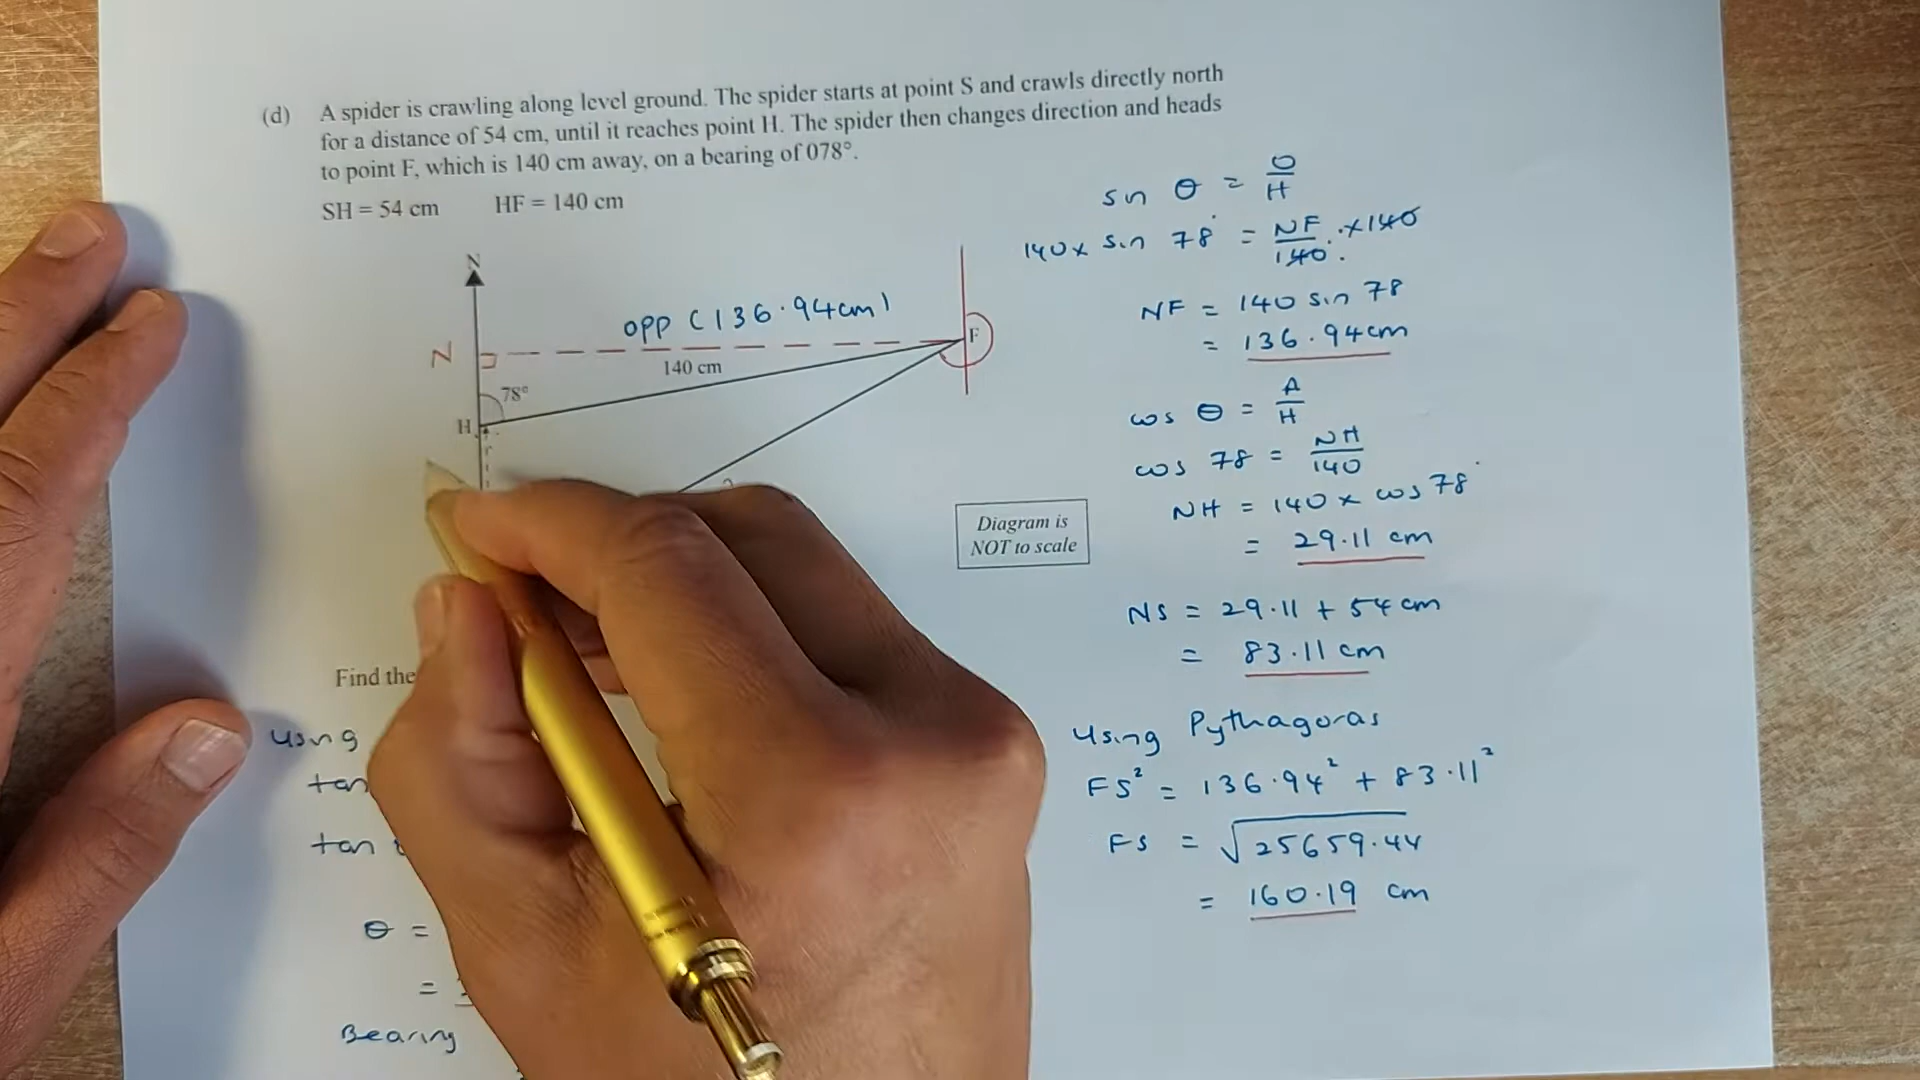 (d) A spider is crawling along level ground. The spider starts at point S and crawls directly north
for a distance of 54 cm, until it reaches point H. The spider then changes direction and heads
to point F, which is 140 cm away, on a bearing of 078°.
SH = 54 cm HF = 140 cm
N
opp (136.94cm)
N
F
140 cm
78°
H
Diagram is
NOT to scale
Find the
using
tan
tan
θ =
=
Bearing
sin θ = O/H
140 x sin 78° = NF/140 . x 140
NF = 140 sin 78
= 136.94cm
cos θ = A/H
cos 78 = NH/140
NH = 140 x cos 78°
= 29.11 cm
NS = 29.11 + 54 cm
= 83.11 cm
Using Pythagoras
FS² = 136.94² + 83.11²
FS = √25659.44
= 160.19 cm